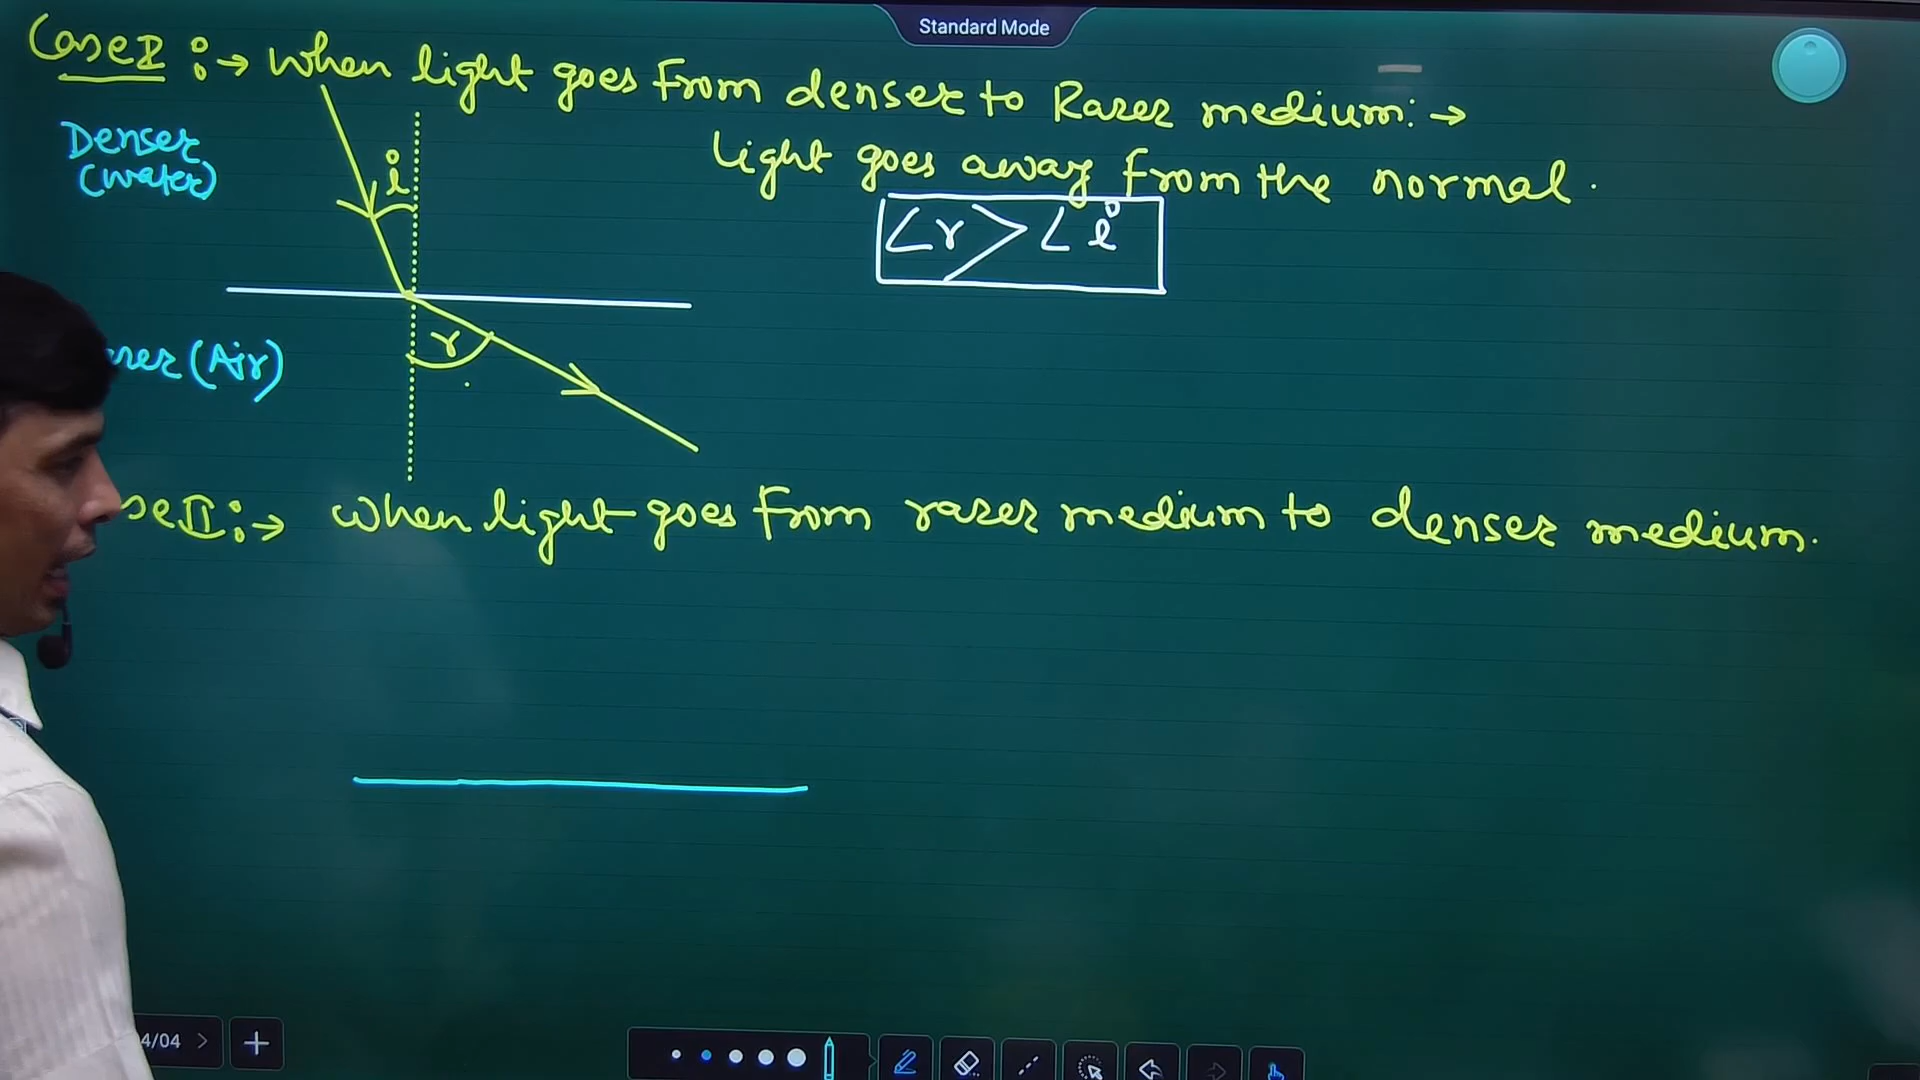 Standard Mode
Case I :→ When light goes from denser to Rarer medium:→
Light goes away from the normal.
Denser
(water)
i
∠r > ∠i
r
(Air)
II:→ When light goes from rarer medium to denser medium.
4/04